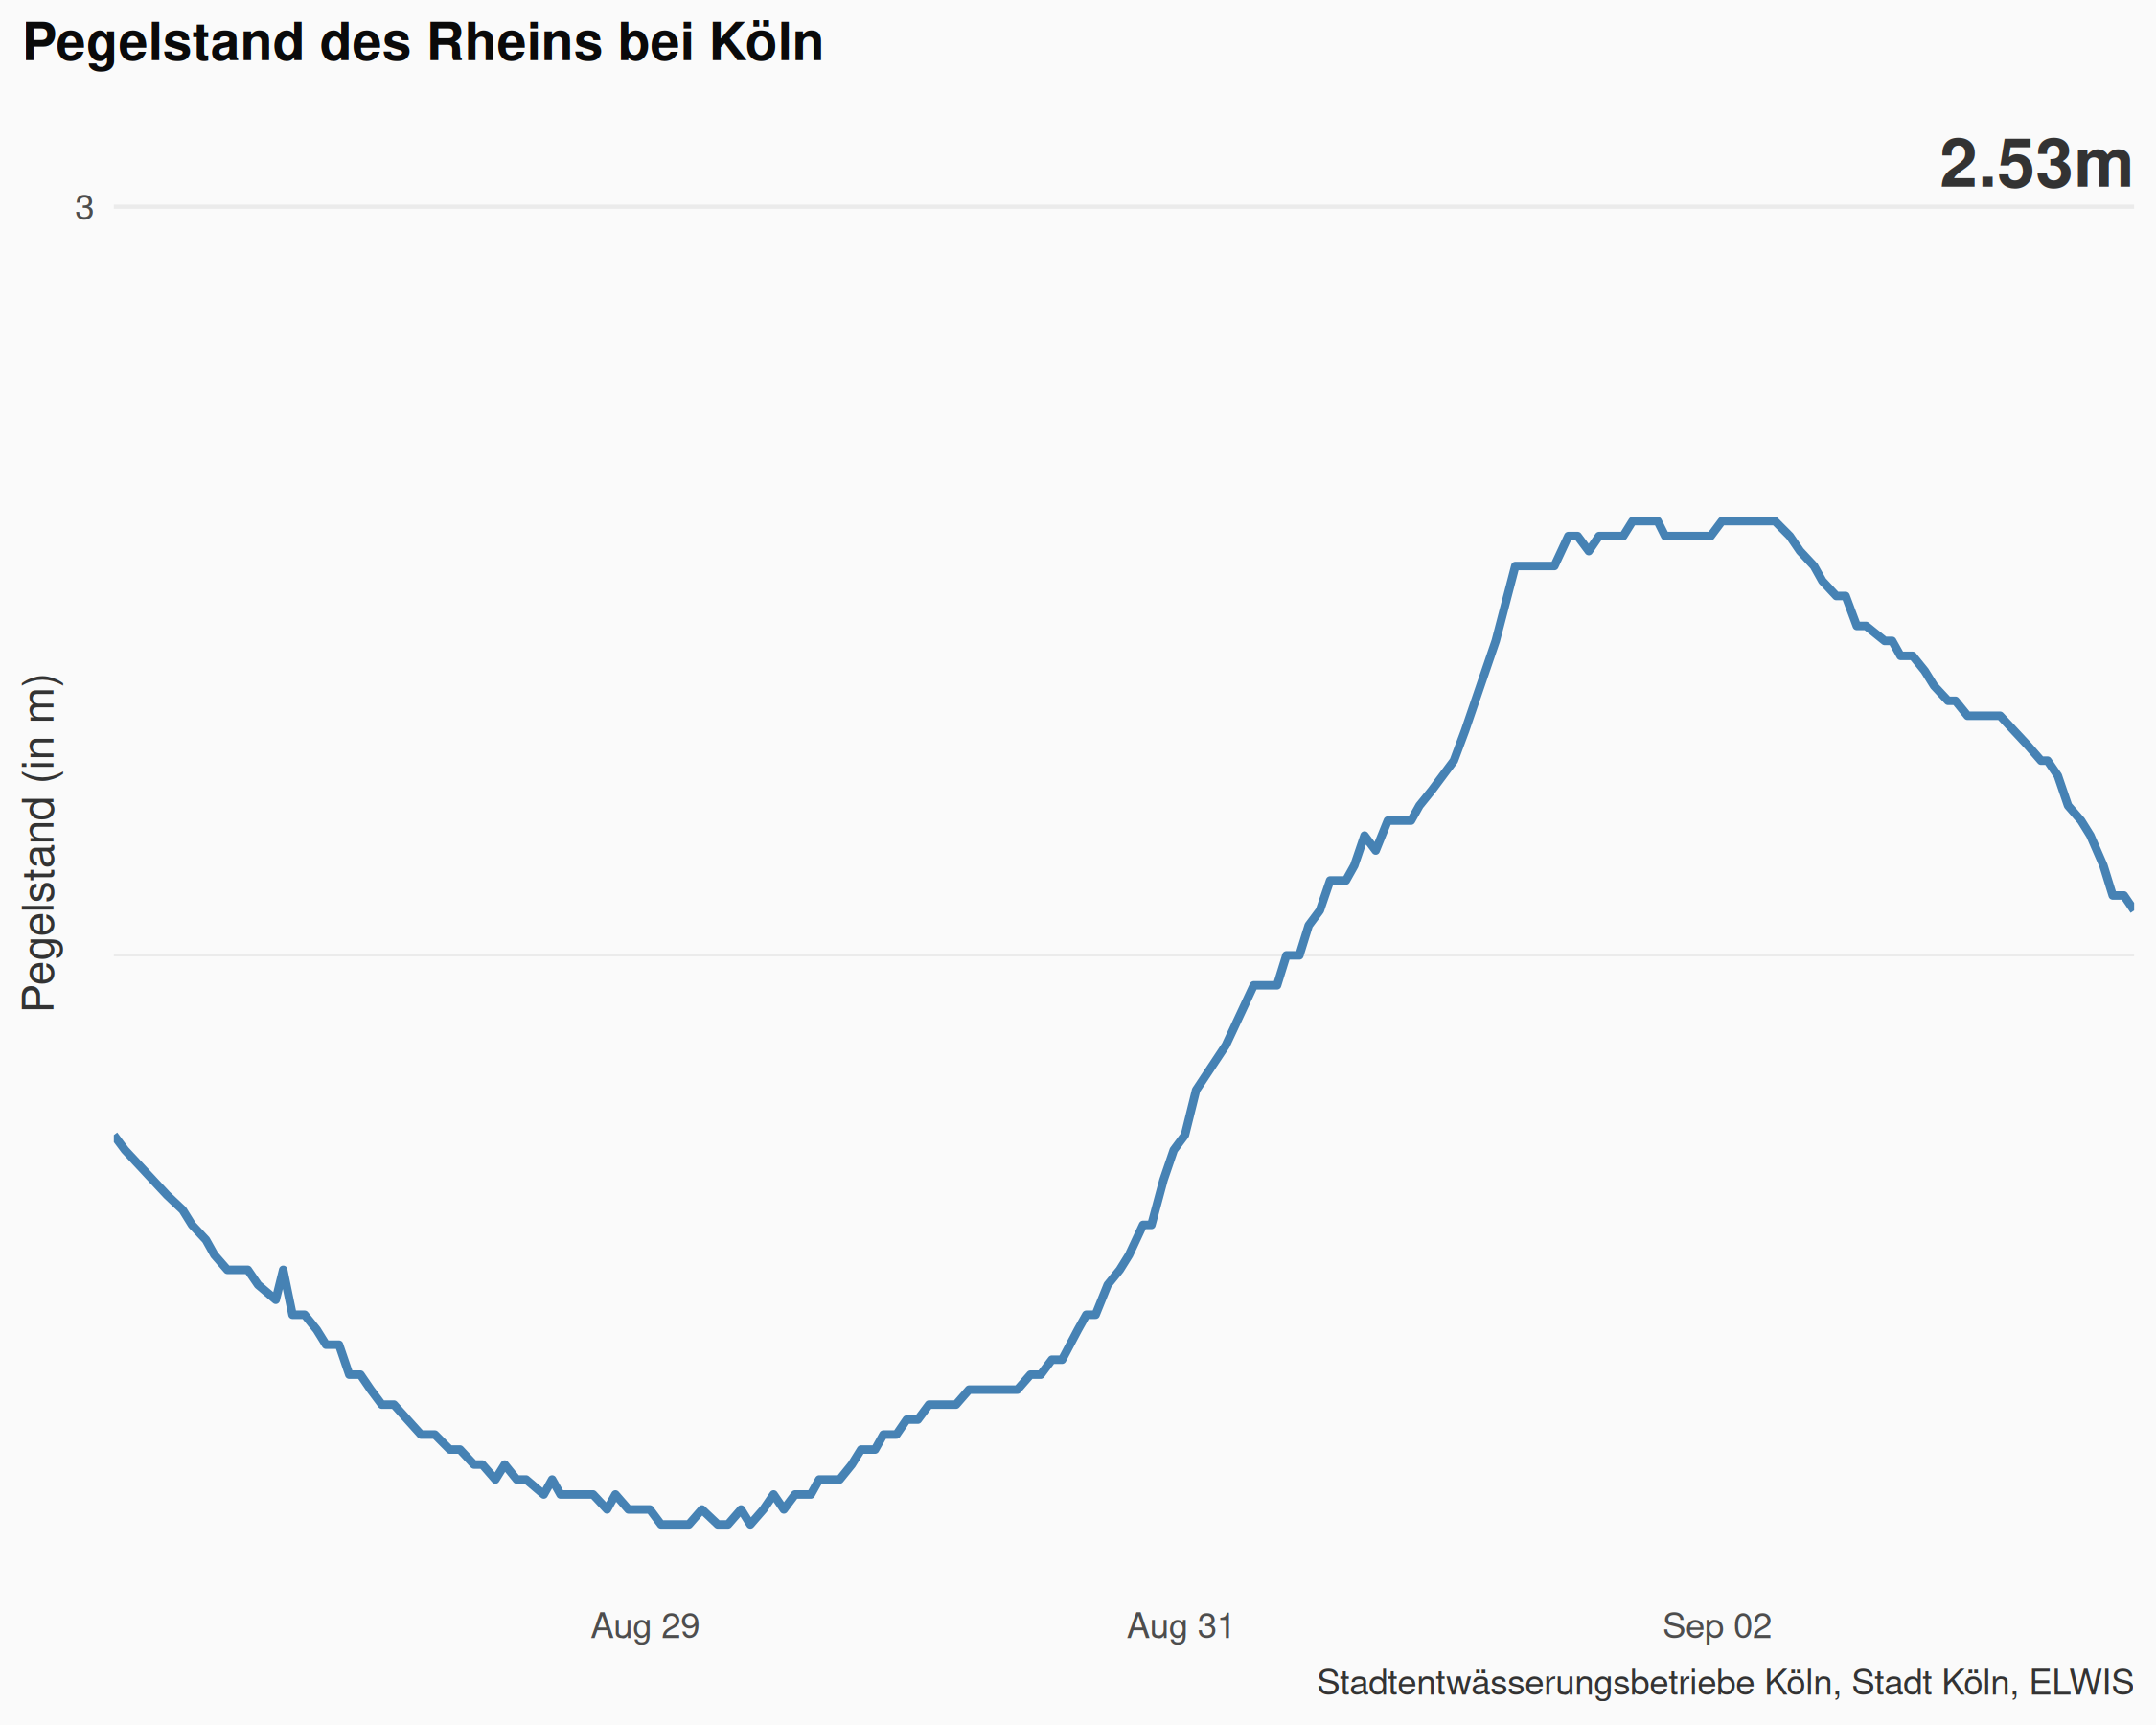 Pegelstand des Rheins bei Köln
2.53m
3
Pegelstand (in m)
Aug 29
Aug 31
Sep 02
Stadtentwässerungsbetriebe Köln, Stadt Köln, ELWIS